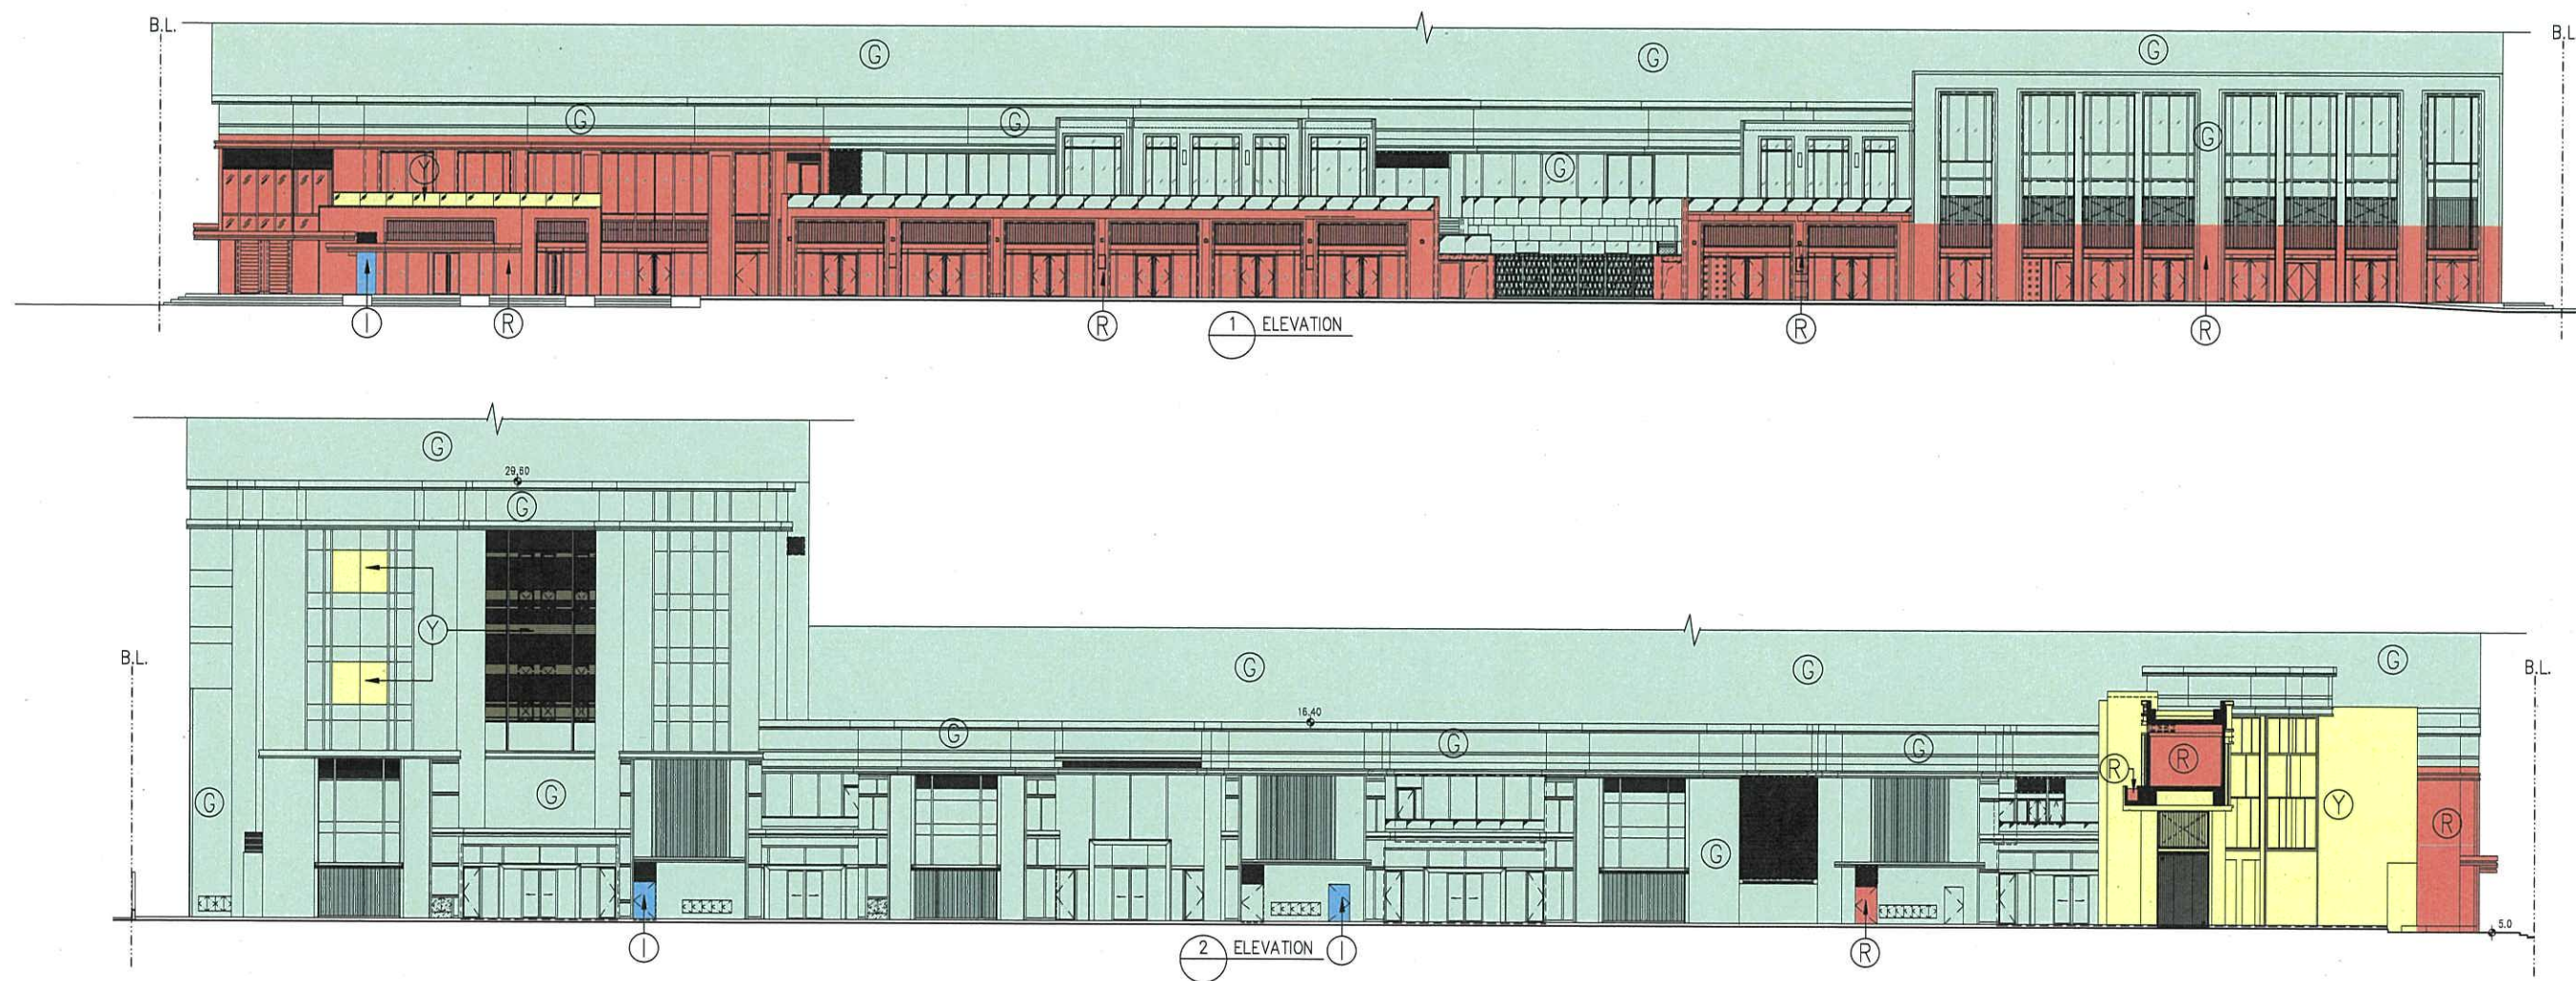 B.L. B.L.
G G G
G G G G
Y
I R R R R
1 ELEVATION
G
29.60
G
Y
B.L. B.L.
G G G
16.40
G G G
R R
G G G Y R
5.0
I I R
2 ELEVATION